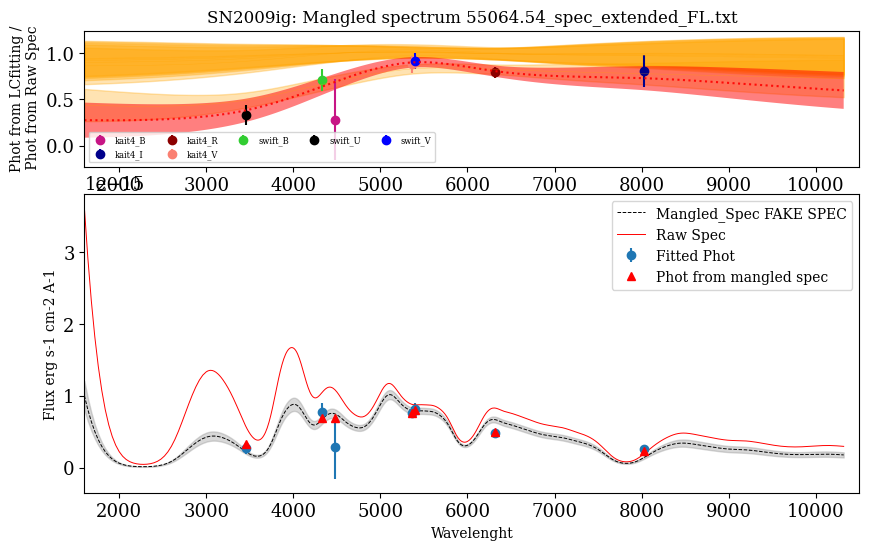 SN2009ig: Mangled spectrum 55064.54_spec_extended_FL.txt
Phot from LCfitting /
Phot from Raw Spec
1.0
0.5
0.0
kait4_B kait4_R swift_B swift_U swift_V
kait4_I kait4_V
2000 3000 4000 5000 6000 7000 8000 9000 10000
1e−15
Flux erg s-1 cm-2 A-1
3
2
1
0
Mangled_Spec FAKE SPEC
Raw Spec
Fitted Phot
Phot from mangled spec
2000 3000 4000 5000 6000 7000 8000 9000 10000
Wavelenght